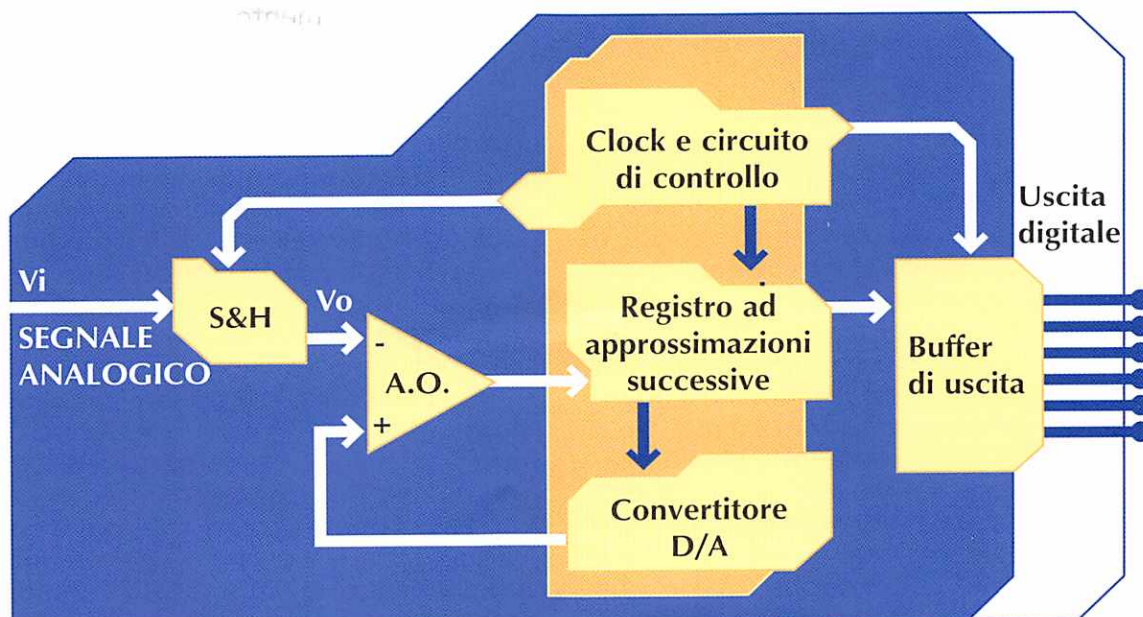 Clock e circuito
di controllo
Uscita
digitale
Vi
S&H
Vo
SEGNALE
ANALOGICO
-
A.O.
+
Registro ad
approssimazioni
successive
Buffer
di uscita
Convertitore
D/A